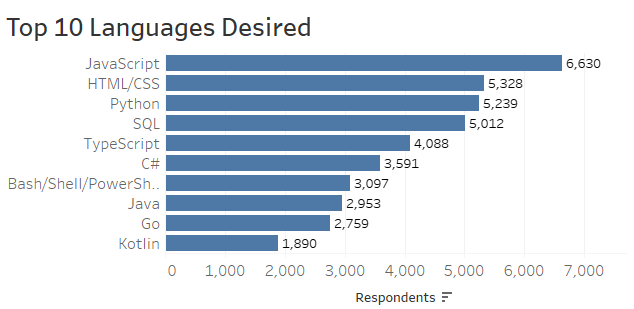 Top 10 Languages Desired
JavaScript 6,630
HTML/CSS 5,328
Python 5,239
SQL 5,012
TypeScript 4,088
C# 3,591
Bash/Shell/PowerSh.. 3,097
Java 2,953
Go 2,759
Kotlin 1,890
0 1,000 2,000 3,000 4,000 5,000 6,000 7,000
Respondents